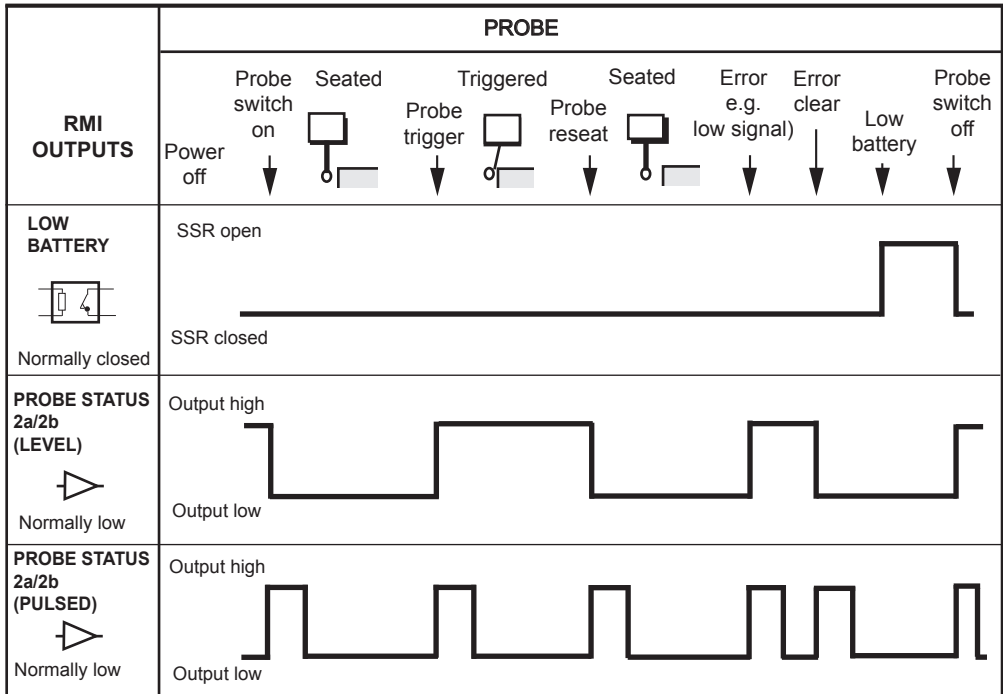 PROBE
RMI
OUTPUTS
Power
off
Probe
switch
on
Seated
Probe
trigger
Triggered
Probe
reseat
Seated
Error
e.g.
low signal)
Error
clear
Low
battery
Probe
switch
off
LOW
BATTERY
Normally closed
SSR open
SSR closed
PROBE STATUS
2a/2b
(LEVEL)
Normally low
Output high
Output low
PROBE STATUS
2a/2b
(PULSED)
Normally low
Output high
Output low